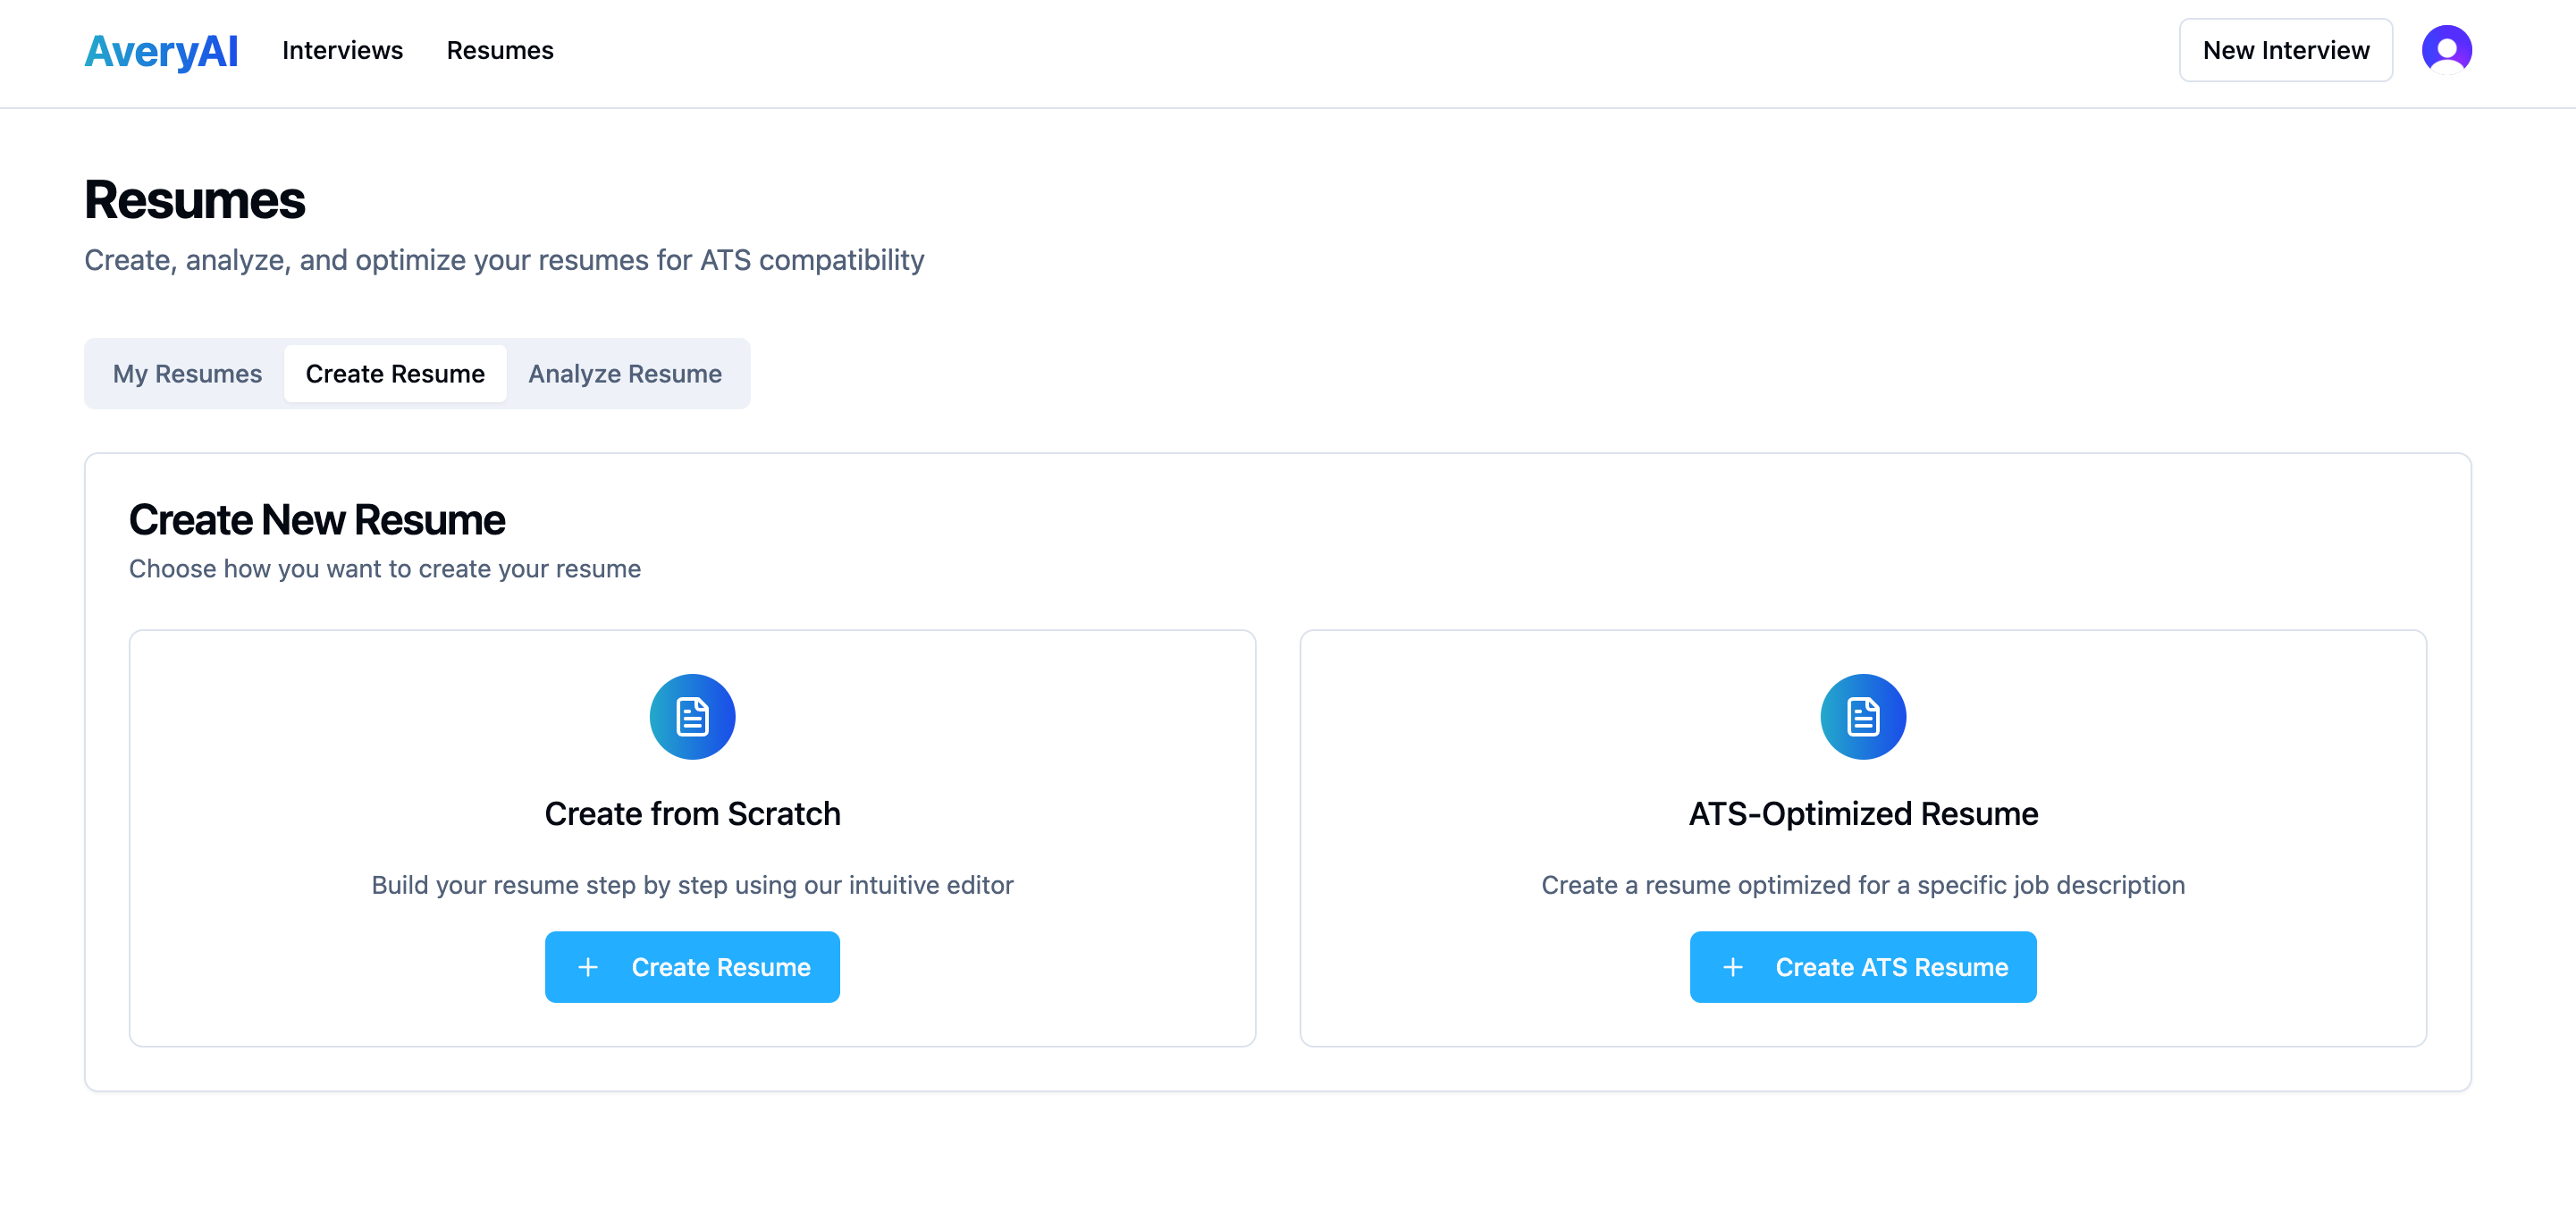 AveryAI
Interviews
Resumes
New Interview
Resumes
Create, analyze, and optimize your resumes for ATS compatibility
My Resumes
Create Resume
Analyze Resume
Create New Resume
Choose how you want to create your resume
Create from Scratch
Build your resume step by step using our intuitive editor
Create Resume
ATS-Optimized Resume
Create a resume optimized for a specific job description
Create ATS Resume